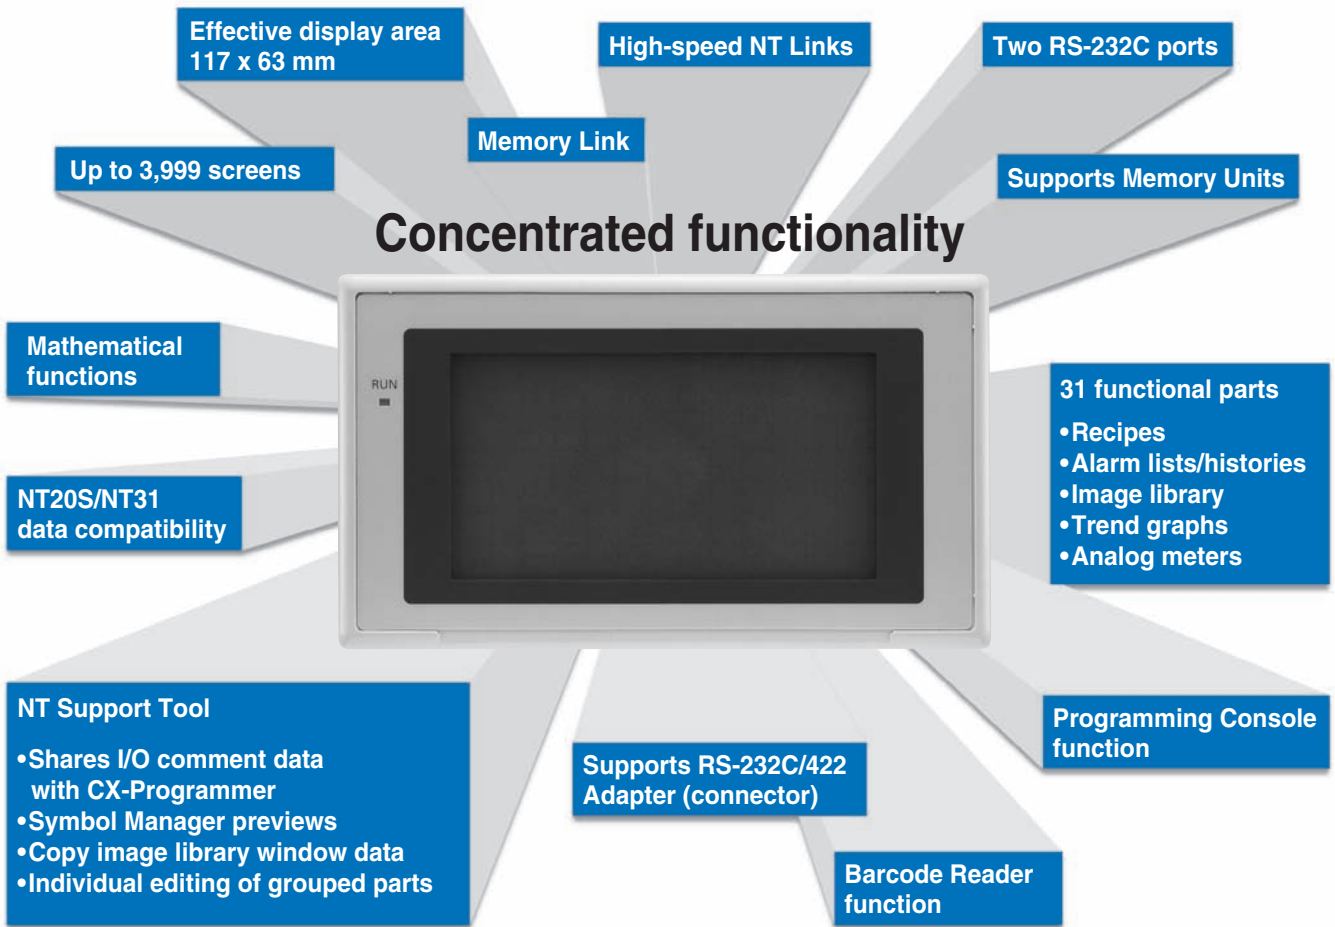 Effective display area
117 x 63 mm
High-speed NT Links
Two RS-232C ports
Memory Link
Up to 3,999 screens
Supports Memory Units
Concentrated functionality
Mathematical
functions
RUN
31 functional parts
•Recipes
•Alarm lists/histories
•Image library
•Trend graphs
•Analog meters
NT20S/NT31
data compatibility
NT Support Tool
•Shares I/O comment data
with CX-Programmer
•Symbol Manager previews
•Copy image library window data
•Individual editing of grouped parts
Supports RS-232C/422
Adapter (connector)
Programming Console
function
Barcode Reader
function